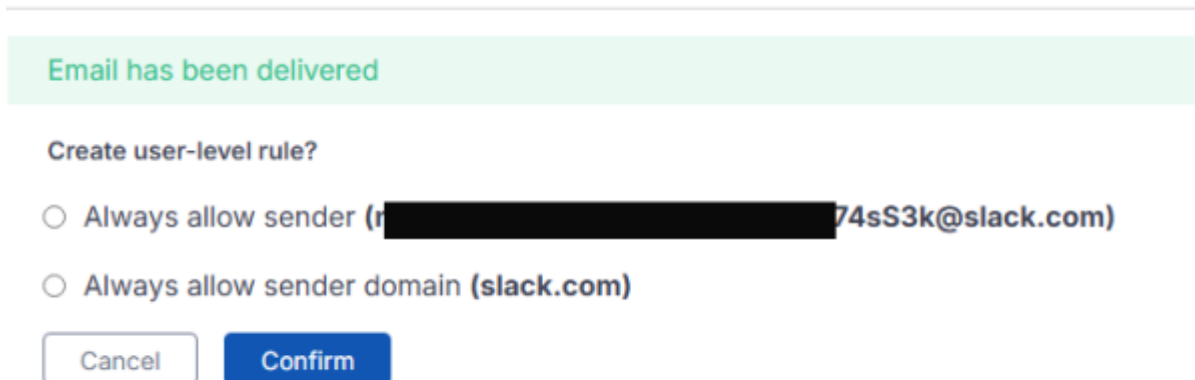 Email has been delivered
Create user-level rule?
Always allow sender (r 74sS3k@slack.com)
Always allow sender domain (slack.com)
Cancel Confirm